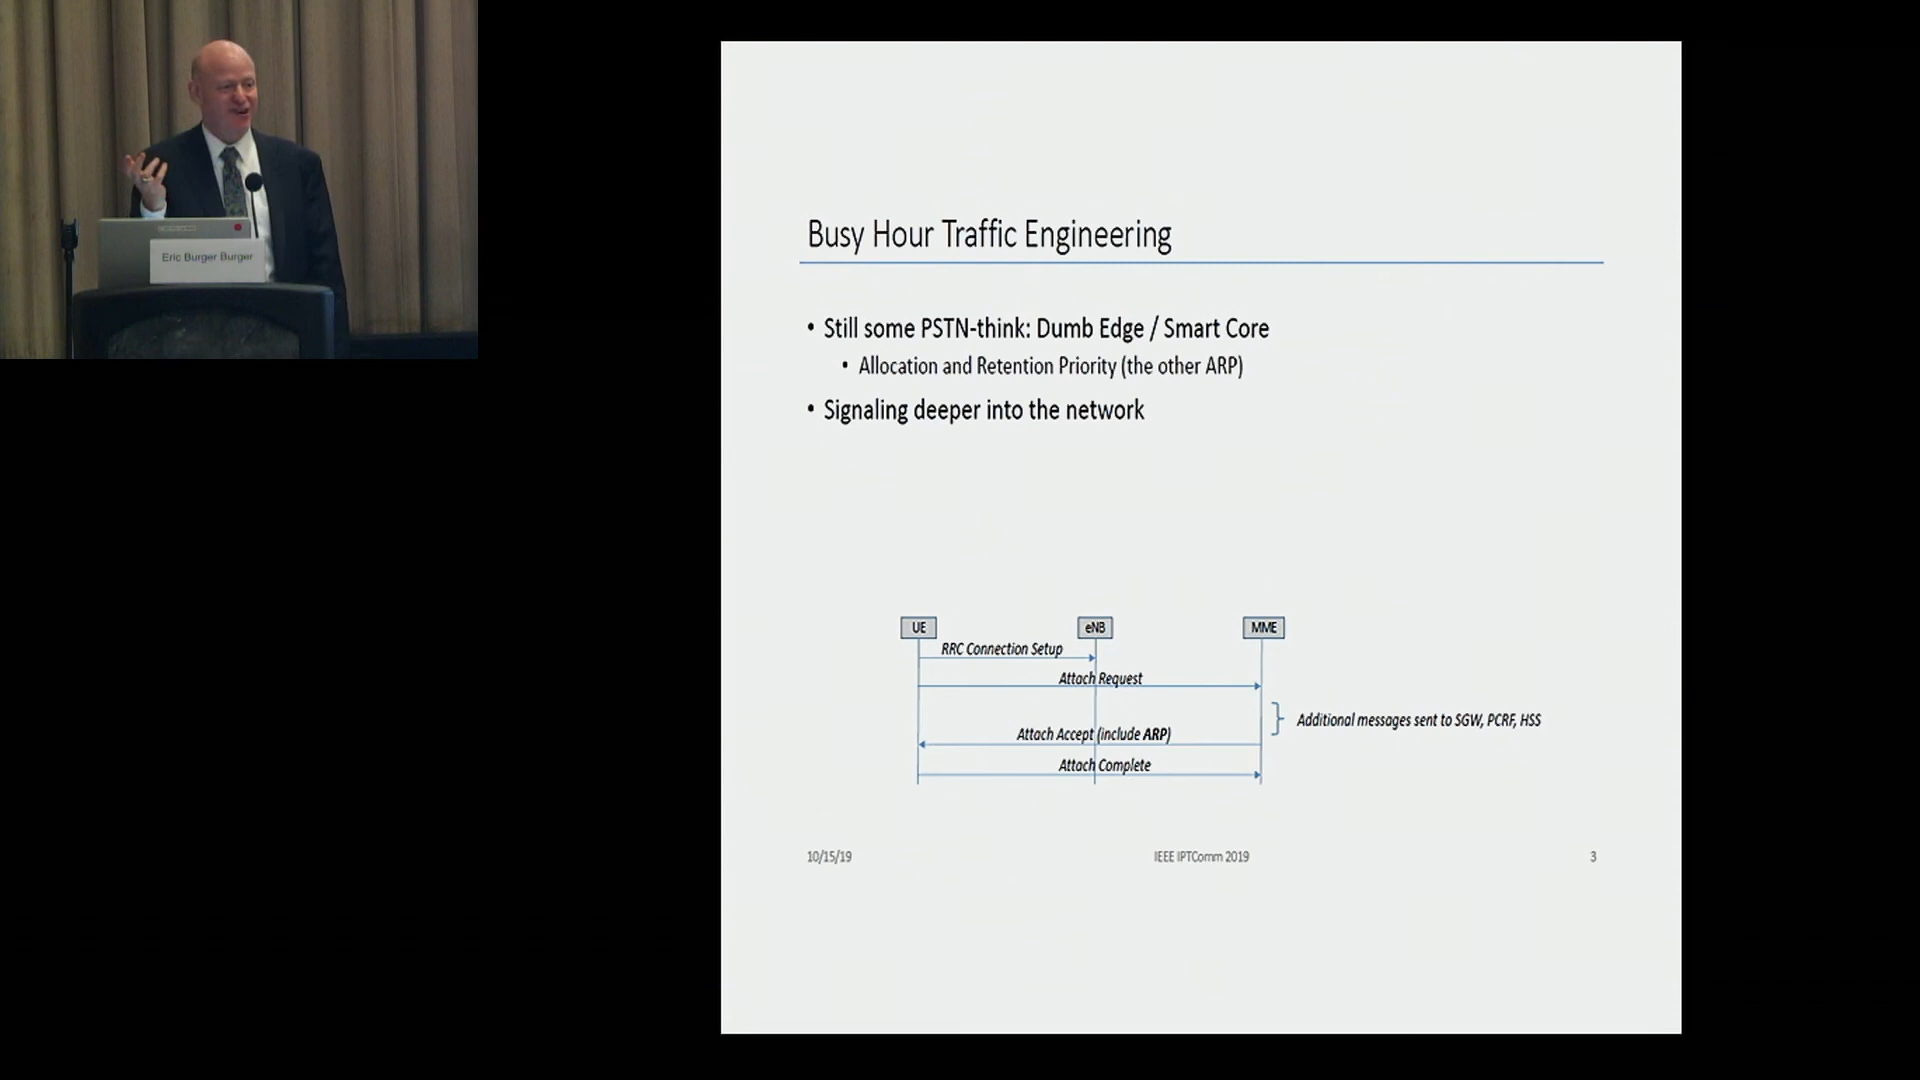 Eric Burger Burger
Busy Hour Traffic Engineering
• Still some PSTN-think: Dumb Edge / Smart Core
• Allocation and Retention Priority (the other ARP)
• Signaling deeper into the network
UE eNB MME
RRC Connection Setup
Attach Request
Additional messages sent to SGW, PCRF, HSS
Attach Accept (include ARP)
Attach Complete
10/15/19 IEEE IPTComm 2019 3